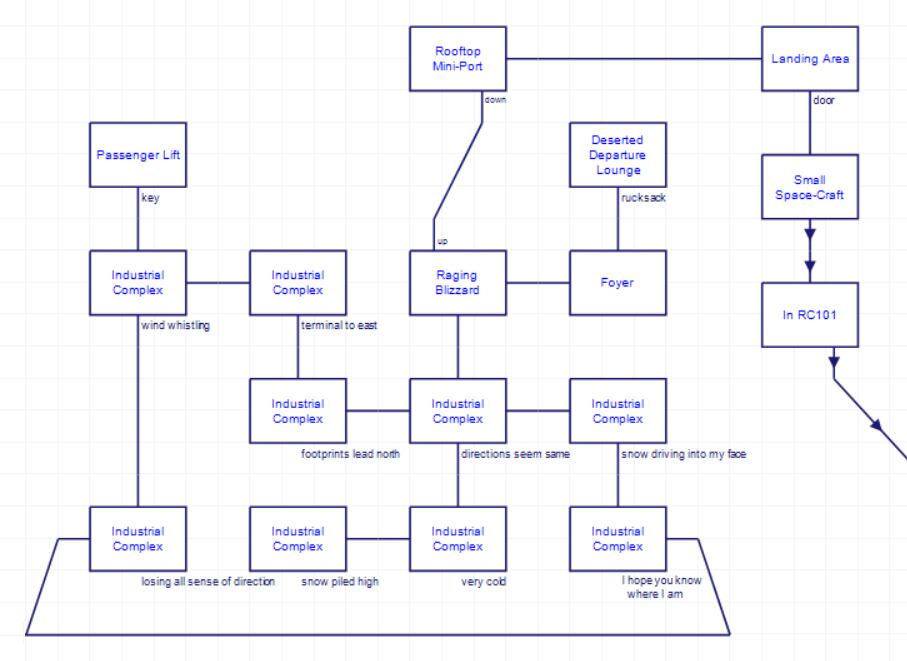 Rooftop
Mini-Port
Landing Area
down
door
Passenger Lift
Deserted
Departure
Lounge
Small
Space-Craft
key
rucksack
up
Industrial
Complex
Industrial
Complex
Raging
Blizzard
Foyer
In RC101
wind whistling
terminal to east
Industrial
Complex
Industrial
Complex
Industrial
Complex
footprints lead north
directions seem same
snow driving into my face
Industrial
Complex
Industrial
Complex
Industrial
Complex
Industrial
Complex
losing all sense of direction
snow piled high
very cold
I hope you know
where I am